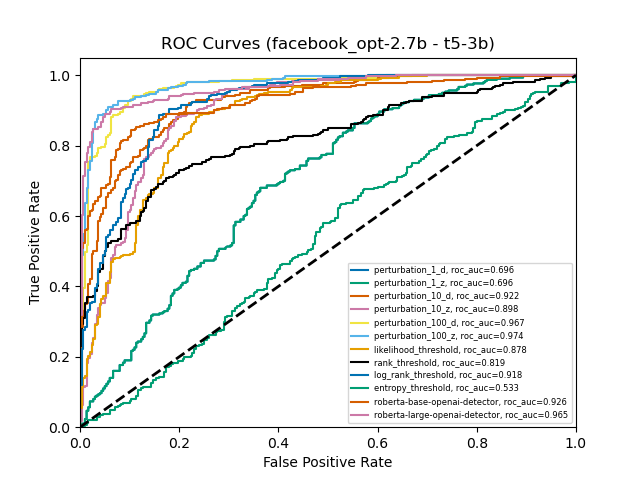 ROC Curves (facebook_opt-2.7b - t5-3b)
True Positive Rate
1.0
0.8
0.6
0.4
0.2
0.0
perturbation_1_d, roc_auc=0.696
perturbation_1_z, roc_auc=0.696
perturbation_10_d, roc_auc=0.922
perturbation_10_z, roc_auc=0.898
perturbation_100_d, roc_auc=0.967
perturbation_100_z, roc_auc=0.974
likelihood_threshold, roc_auc=0.878
rank_threshold, roc_auc=0.819
log_rank_threshold, roc_auc=0.918
entropy_threshold, roc_auc=0.533
roberta-base-openai-detector, roc_auc=0.926
roberta-large-openai-detector, roc_auc=0.965
0.0 0.2 0.4 0.6 0.8 1.0
False Positive Rate